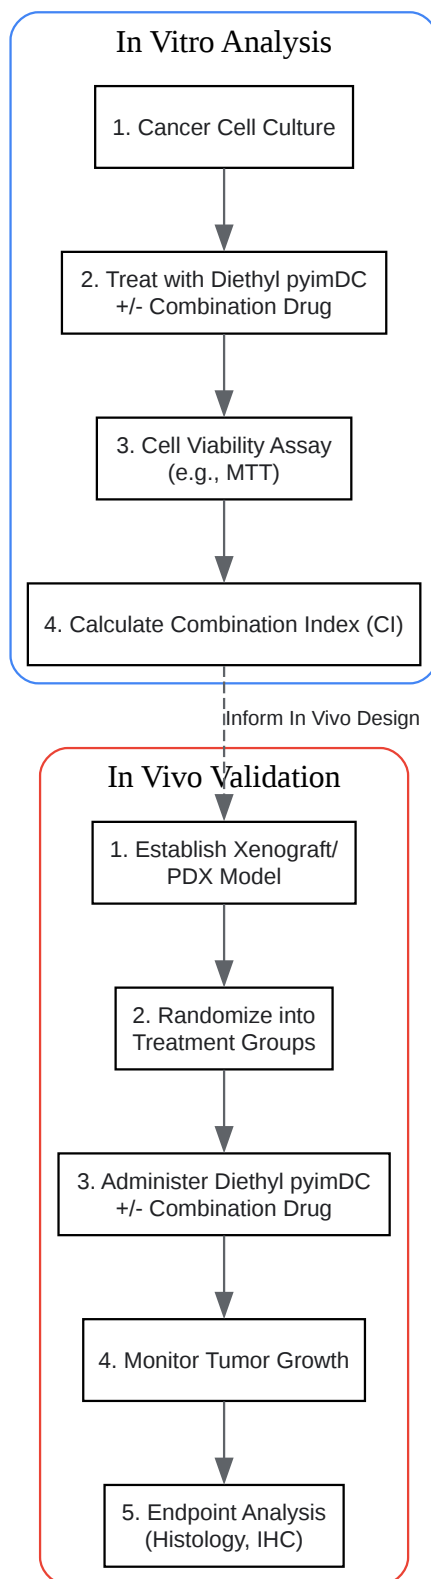 In Vitro Analysis
1. Cancer Cell Culture
2. Treat with Diethyl pyimDC
+/- Combination Drug
3. Cell Viability Assay
(e.g., MTT)
4. Calculate Combination Index (CI)
Inform In Vivo Design
In Vivo Validation
1. Establish Xenograft/
PDX Model
2. Randomize into
Treatment Groups
3. Administer Diethyl pyimDC
+/- Combination Drug
4. Monitor Tumor Growth
5. Endpoint Analysis
(Histology, IHC)